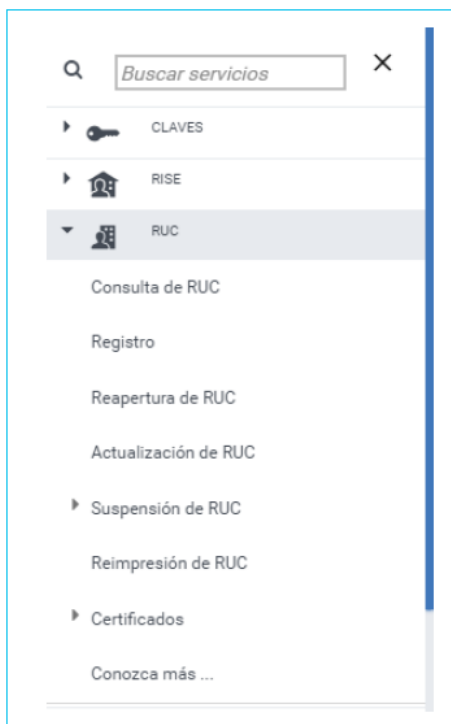 Buscar servicios
CLAVES
RISE
RUC
Consulta de RUC
Registro
Reapertura de RUC
Actualización de RUC
Suspensión de RUC
Reimpresión de RUC
Certificados
Conozca más ...